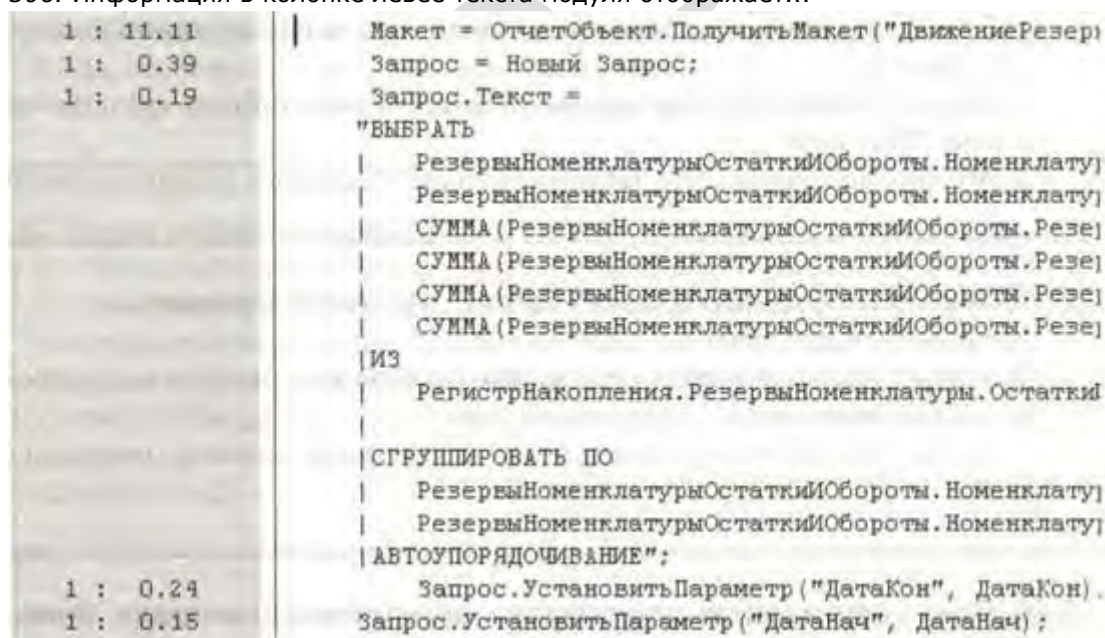 1 : 11.11 Макет = ОтчетОбъект.ПолучитьМакет("ДвижениеРезер
1 : 0.39 Запрос = Новый Запрос;
1 : 0.19 Запрос.Текст =
"ВЫБРАТЬ
| РезервыНоменклатурыОстаткиИОбороты.Номенклату
| РезервыНоменклатурыОстаткиИОбороты.Номенклату
| СУММА(РезервыНоменклатурыОстаткиИОбороты.Резе
| СУММА(РезервыНоменклатурыОстаткиИОбороты.Резе
| СУММА(РезервыНоменклатурыОстаткиИОбороты.Резе
| СУММА(РезервыНоменклатурыОстаткиИОбороты.Резе
|ИЗ
| РегистрНакопления.РезервыНоменклатуры.Остатки
|
|СГРУППИРОВАТЬ ПО
| РезервыНоменклатурыОстаткиИОбороты.Номенклату
| РезервыНоменклатурыОстаткиИОбороты.Номенклату
|АВТОУПОРЯДОЧИВАНИЕ";
1 : 0.24 Запрос.УстановитьПараметр("ДатаКон", ДатаКон).
1 : 0.15 Запрос.УстановитьПараметр("ДатаНач", ДатаНач);